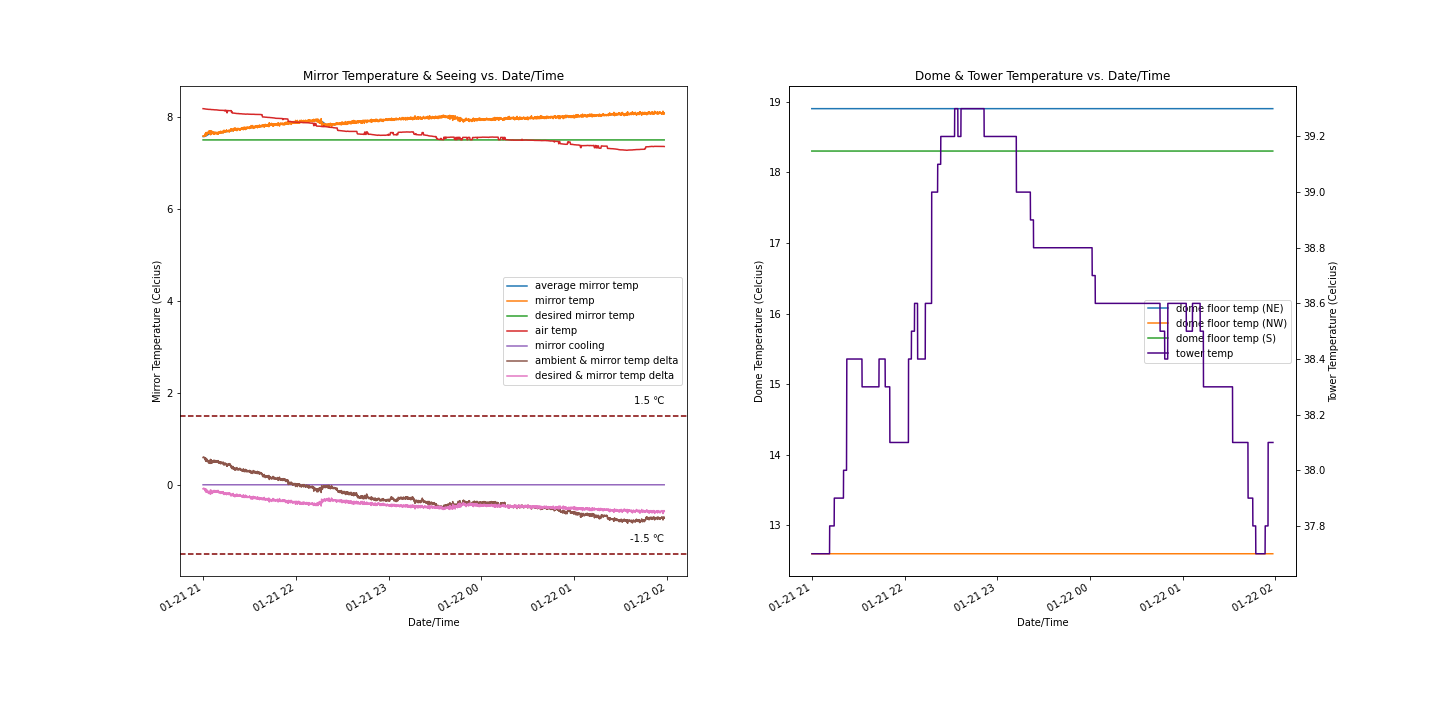 Mirror Temperature & Seeing vs. Date/Time
Mirror Temperature (Celcius)
8
6
4
2
0
average mirror temp
mirror temp
desired mirror temp
air temp
mirror cooling
ambient & mirror temp delta
desired & mirror temp delta
1.5 ℃
-1.5 ℃
01-21 21
01-21 22
01-21 23
01-22 00
01-22 01
01-22 02
Date/Time
Dome & Tower Temperature vs. Date/Time
Dome Temperature (Celcius)
19
18
17
16
15
14
13
dome floor temp (NE)
dome floor temp (NW)
dome floor temp (S)
tower temp
39.2
39.0
38.8
38.6
38.4
38.2
38.0
37.8
Tower Temperature (Celcius)
01-21 21
01-21 22
01-21 23
01-22 00
01-22 01
01-22 02
Date/Time